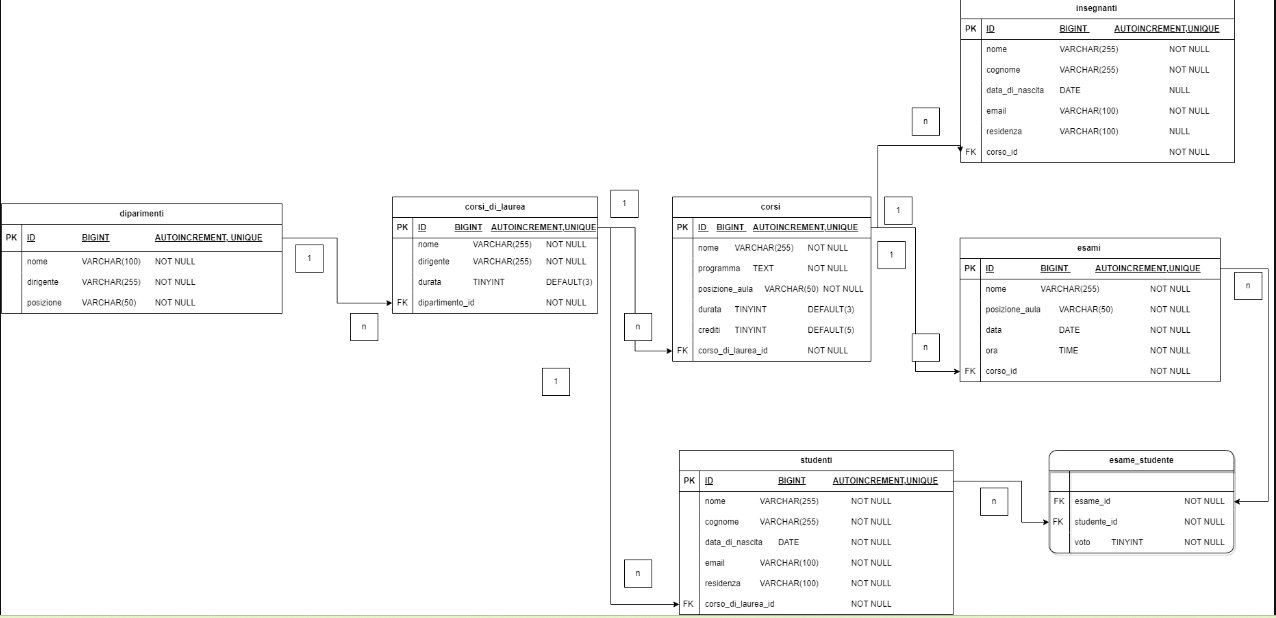 insegnanti
PK ID BIGINT AUTOINCREMENT,UNIQUE
nome VARCHAR(255) NOT NULL
cognome VARCHAR(255) NOT NULL
data_di_nascita DATE NULL
email VARCHAR(100) NOT NULL
residenza VARCHAR(100) NULL
FK corso_id NOT NULL
n
diparimenti
PK ID BIGINT AUTOINCREMENT, UNIQUE
nome VARCHAR(100) NOT NULL
dirigente VARCHAR(255) NOT NULL
posizione VARCHAR(50) NOT NULL
1
n
corsi_di_laurea
PK ID BIGINT AUTOINCREMENT,UNIQUE
nome VARCHAR(255) NOT NULL
dirigente VARCHAR(255) NOT NULL
durata TINYINT DEFAULT(3)
FK dipartimento_id NOT NULL
1
n
1
corsi
PK ID BIGINT AUTOINCREMENT,UNIQUE
nome VARCHAR(255) NOT NULL
programma TEXT NOT NULL
posizione_aula VARCHAR(50) NOT NULL
durata TINYINT DEFAULT(3)
crediti TINYINT DEFAULT(5)
FK corso_di_laurea_id NOT NULL
1
1
n
esami
PK ID BIGINT AUTOINCREMENT,UNIQUE
nome VARCHAR(255) NOT NULL
posizione_aula VARCHAR(50) NOT NULL
data DATE NOT NULL
ora TIME NOT NULL
FK corso_id NOT NULL
n
studenti
PK ID BIGINT AUTOINCREMENT,UNIQUE
nome VARCHAR(255) NOT NULL
cognome VARCHAR(255) NOT NULL
data_di_nascita DATE NOT NULL
email VARCHAR(100) NOT NULL
residenza VARCHAR(100) NOT NULL
FK corso_di_laurea_id NOT NULL
n
n
esame_studente
FK esame_id NOT NULL
FK studente_id NOT NULL
voto TINYINT NOT NULL